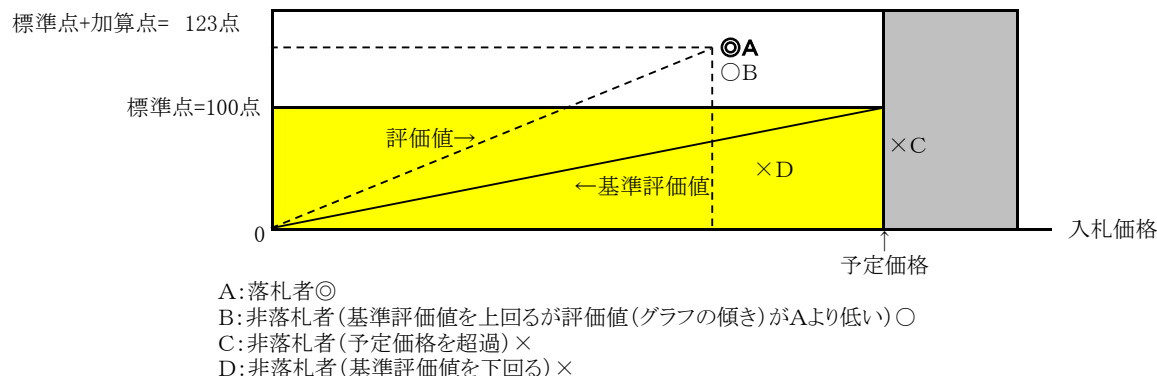 標準点+加算点= 123点
◎A
○B
標準点=100点
評価値→
×C
×D
←基準評価値
0
入札価格
↑
予定価格
A:落札者◎
B:非落札者(基準評価値を上回るが評価値(グラフの傾き)がAより低い)○
C:非落札者(予定価格を超過)×
D:非落札者(基準評価値を下回る)×